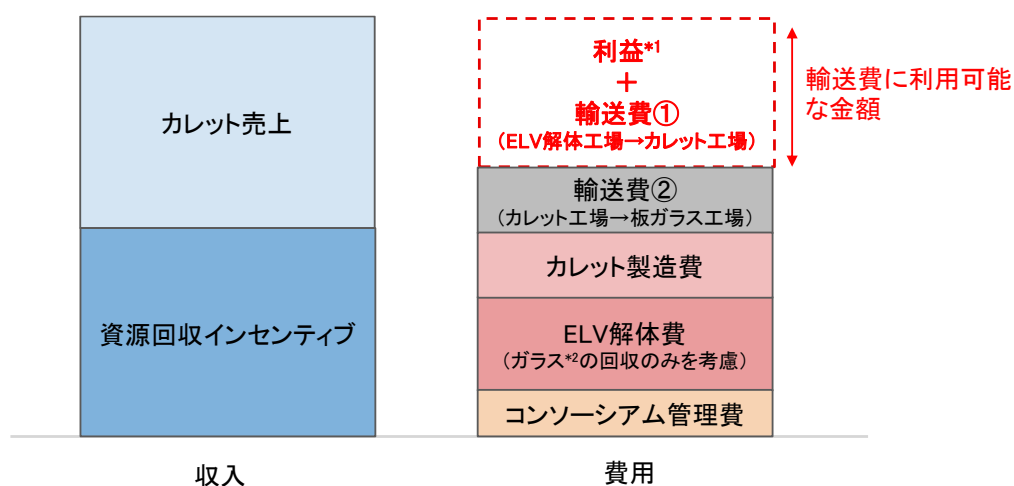 カレット売上
資源回収インセンティブ
収入
利益*1
+
輸送費①
(ELV解体工場→カレット工場)
輸送費に利用可能
な金額
輸送費②
(カレット工場→板ガラス工場)
カレット製造費
ELV解体費
(ガラス*2の回収のみを考慮)
コンソーシアム管理費
費用